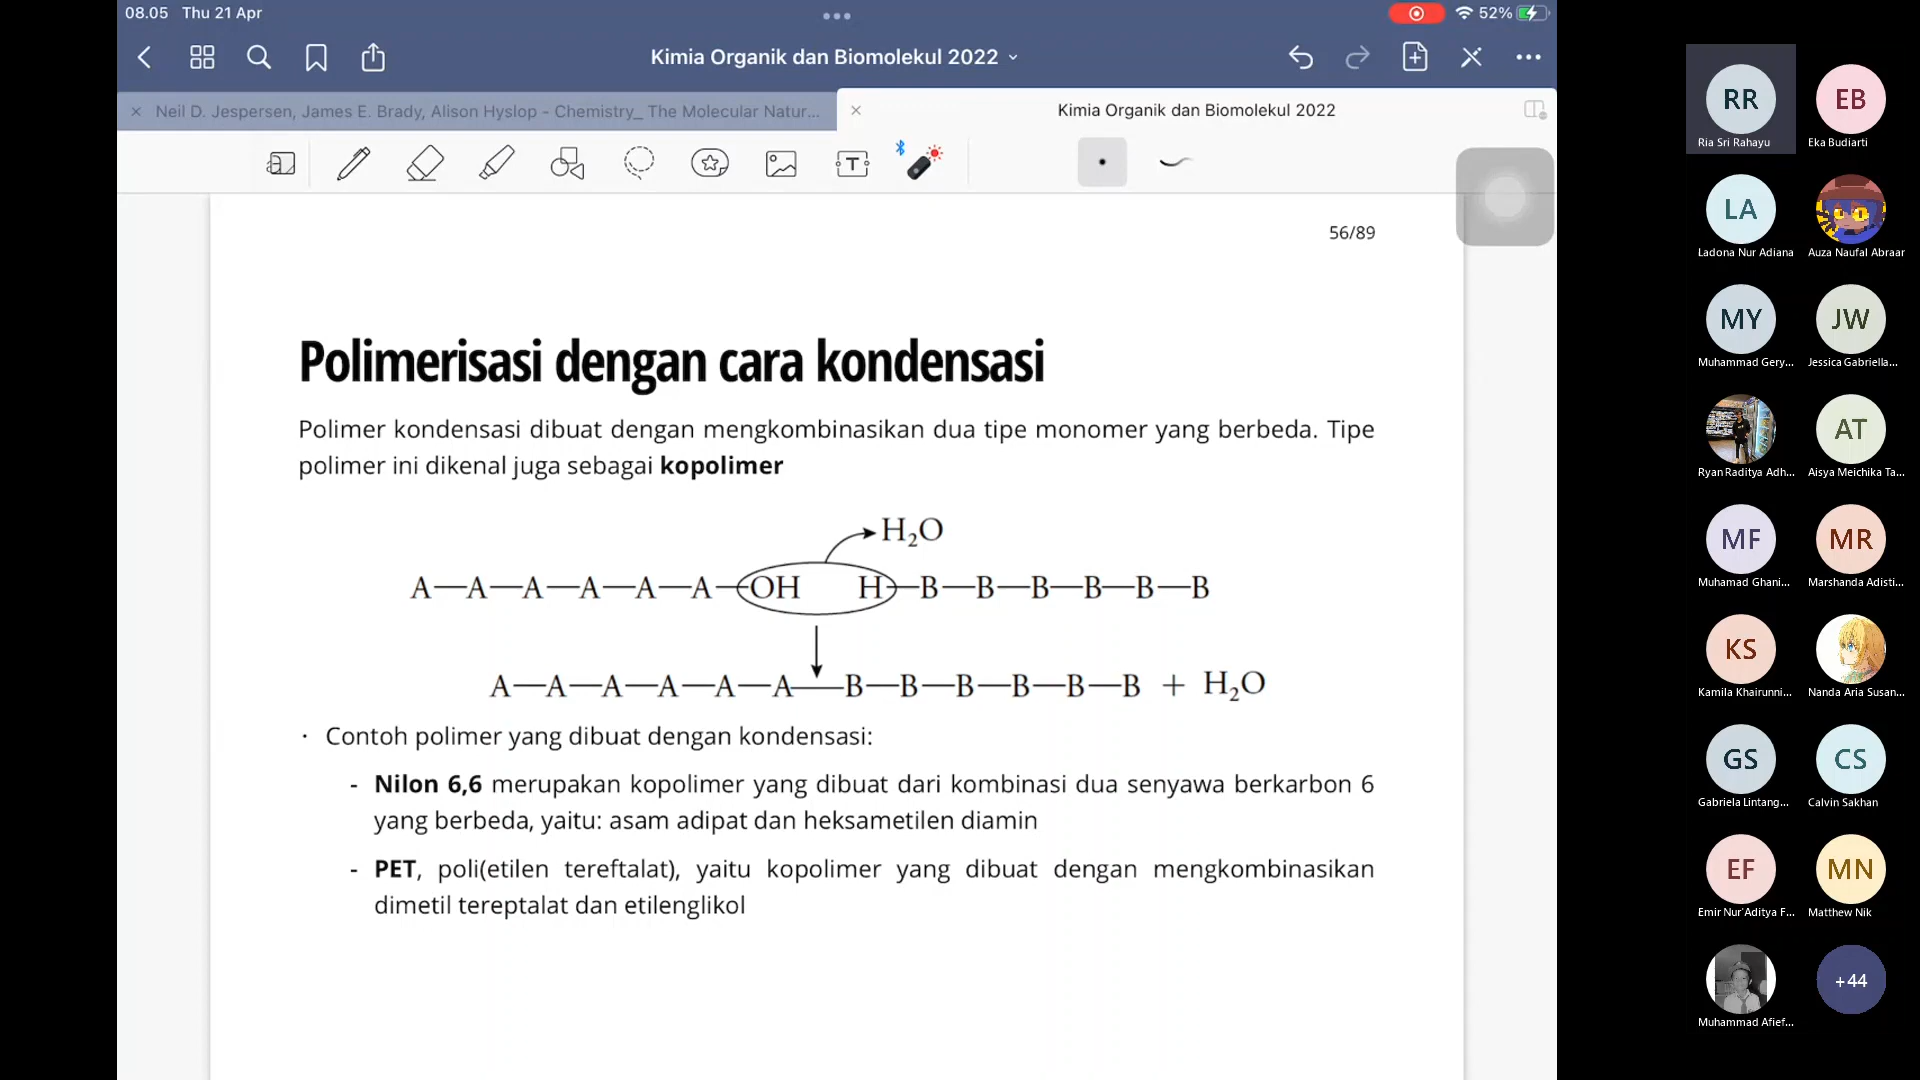 08.05 Thu 21 Apr
52%
Kimia Organik dan Biomolekul 2022
Neil D. Jespersen, James E. Brady, Alison Hyslop - Chemistry_ The Molecular Natur...
Kimia Organik dan Biomolekul 2022
56/89
Polimerisasi dengan cara kondensasi
Polimer kondensasi dibuat dengan mengkombinasikan dua tipe monomer yang berbeda. Tipe
polimer ini dikenal juga sebagai kopolimer
H₂O
A—A—A—A—A—A—OH H—B—B—B—B—B—B
A—A—A—A—A—A—B—B—B—B—B—B + H₂O
· Contoh polimer yang dibuat dengan kondensasi:
- Nilon 6,6 merupakan kopolimer yang dibuat dari kombinasi dua senyawa berkarbon 6
yang berbeda, yaitu: asam adipat dan heksametilen diamin
- PET, poli(etilen tereftalat), yaitu kopolimer yang dibuat dengan mengkombinasikan
dimetil tereptalat dan etilenglikol
RR EB
Ria Sri Rahayu Eka Budiarti
LA
Ladona Nur Adiana Auza Naufal Abraar
MY JW
Muhammad Gery... Jessica Gabriella...
AT
Ryan Raditya Adh... Aisya Meichika Ta...
MF MR
Muhamad Ghani... Marshanda Adisti...
KS
Kamila Khairunni... Nanda Aria Susan...
GS CS
Gabriela Lintang... Calvin Sakhan
EF MN
Emir Nur'Aditya F... Matthew Nik
+44
Muhammad Afief...